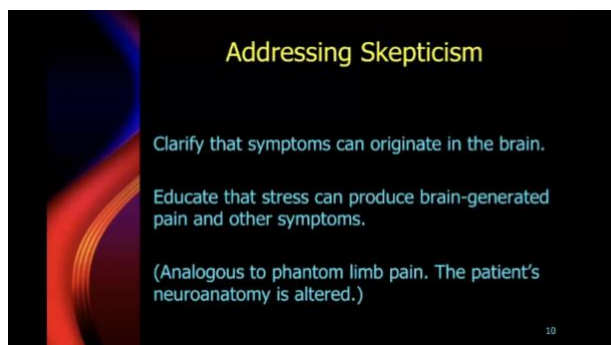 Addressing Skepticism
Clarify that symptoms can originate in the brain.
Educate that stress can produce brain-generated
pain and other symptoms.
(Analogous to phantom limb pain. The patient's
neuroanatomy is altered.)
10